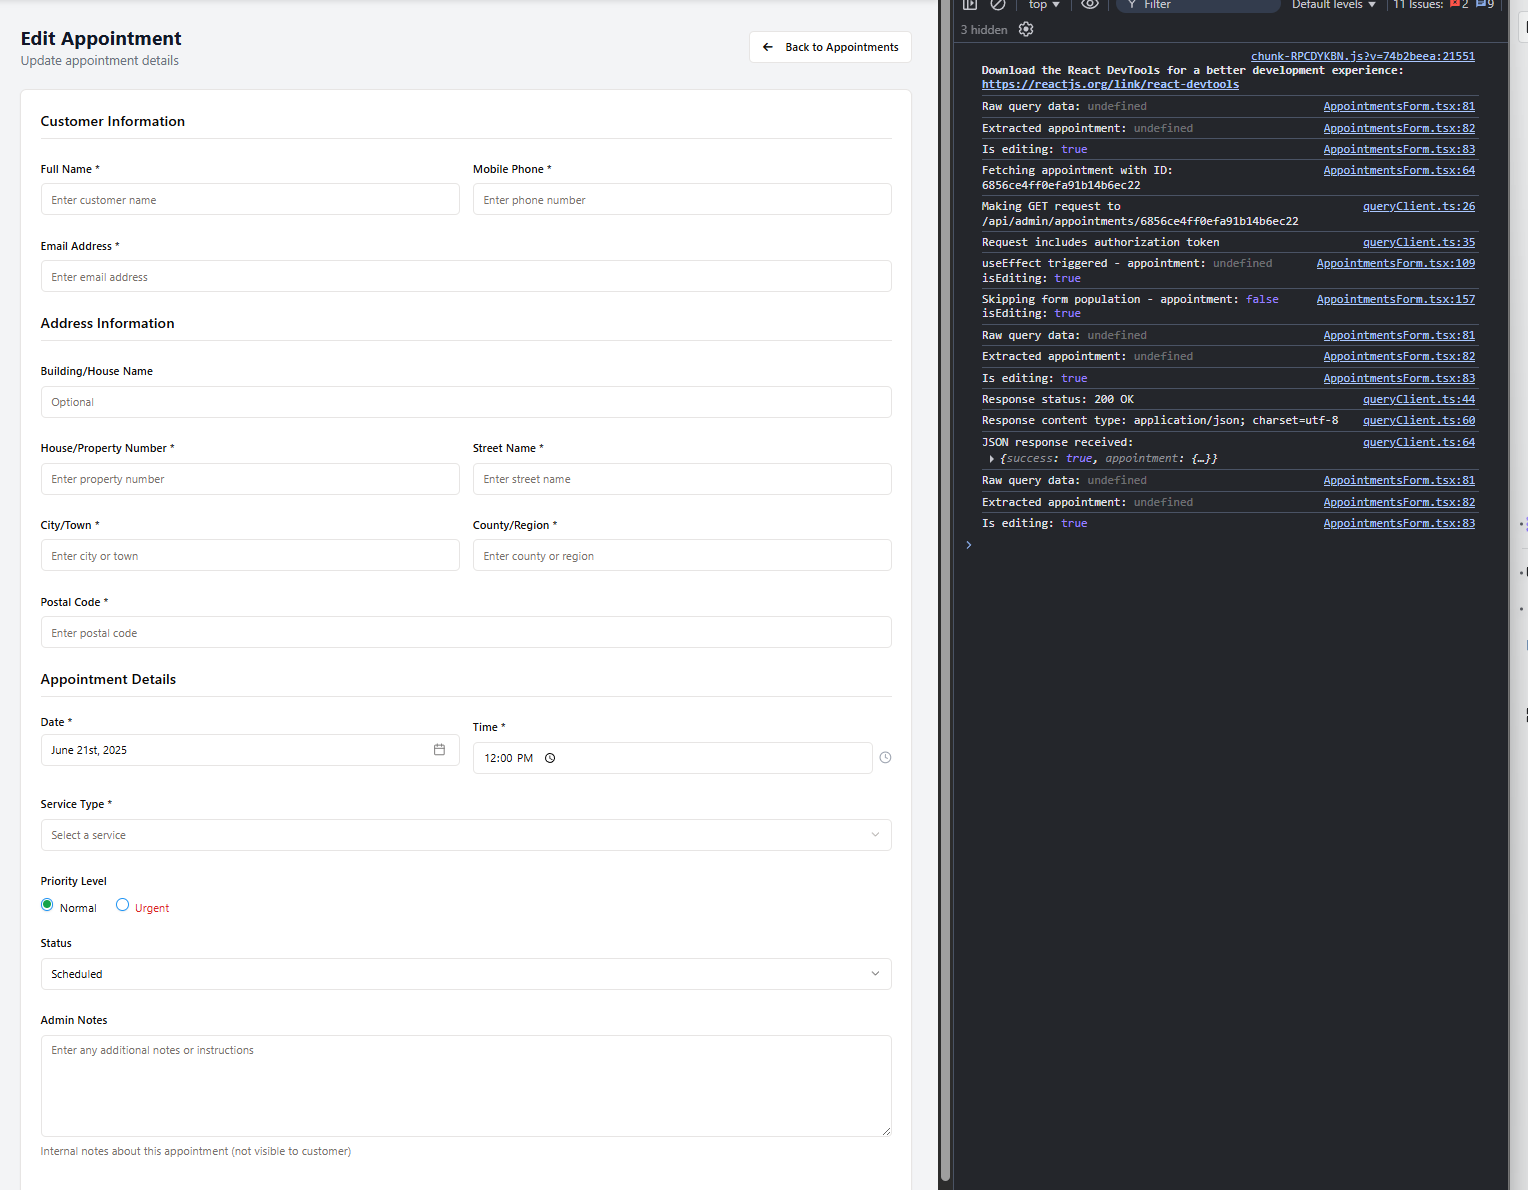 Edit Appointment
Update appointment details
Back to Appointments
Customer Information
Full Name *
Mobile Phone *
Enter customer name
Enter phone number
Email Address *
Enter email address
Address Information
Building/House Name
Optional
House/Property Number *
Street Name *
Enter property number
Enter street name
City/Town *
County/Region *
Enter city or town
Enter county or region
Postal Code *
Enter postal code
Appointment Details
Date *
Time *
June 21st, 2025
12:00 PM
Service Type *
Select a service
Priority Level
Normal
Urgent
Status
Scheduled
Admin Notes
Enter any additional notes or instructions
Internal notes about this appointment (not visible to customer)
top
Filter
Default levels
11 Issues: 2 9
3 hidden
chunk-RPCDYKBN.js?v=74b2beea:21551
Download the React DevTools for a better development experience:
https://reactjs.org/link/react-devtools
Raw query data: undefined AppointmentsForm.tsx:81
Extracted appointment: undefined AppointmentsForm.tsx:82
Is editing: true AppointmentsForm.tsx:83
Fetching appointment with ID: AppointmentsForm.tsx:64
6856ce4ff0efa91b14b6ec22
Making GET request to queryClient.ts:26
/api/admin/appointments/6856ce4ff0efa91b14b6ec22
Request includes authorization token queryClient.ts:35
useEffect triggered - appointment: undefined AppointmentsForm.tsx:109
isEditing: true
Skipping form population - appointment: false AppointmentsForm.tsx:157
isEditing: true
Raw query data: undefined AppointmentsForm.tsx:81
Extracted appointment: undefined AppointmentsForm.tsx:82
Is editing: true AppointmentsForm.tsx:83
Response status: 200 OK queryClient.ts:44
Response content type: application/json; charset=utf-8 queryClient.ts:60
JSON response received: queryClient.ts:64
{success: true, appointment: {…}}
Raw query data: undefined AppointmentsForm.tsx:81
Extracted appointment: undefined AppointmentsForm.tsx:82
Is editing: true AppointmentsForm.tsx:83